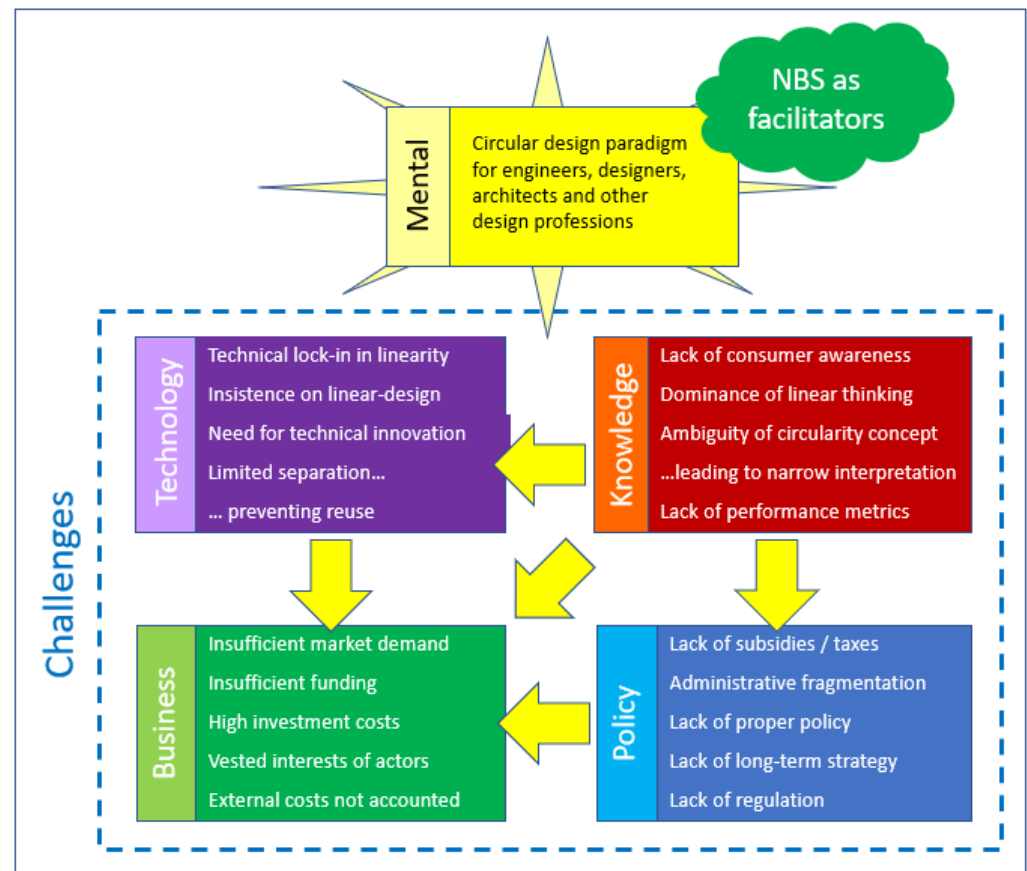 NBS as
facilitators
Mental
Circular design paradigm
for engineers, designers,
architects and other
design professions
Challenges
Technology
Technical lock-in in linearity
Insistence on linear-design
Need for technical innovation
Limited separation…
… preventing reuse
Knowledge
Lack of consumer awareness
Dominance of linear thinking
Ambiguity of circularity concept
…leading to narrow interpretation
Lack of performance metrics
Business
Insufficient market demand
Insufficient funding
High investment costs
Vested interests of actors
External costs not accounted
Policy
Lack of subsidies / taxes
Administrative fragmentation
Lack of proper policy
Lack of long-term strategy
Lack of regulation